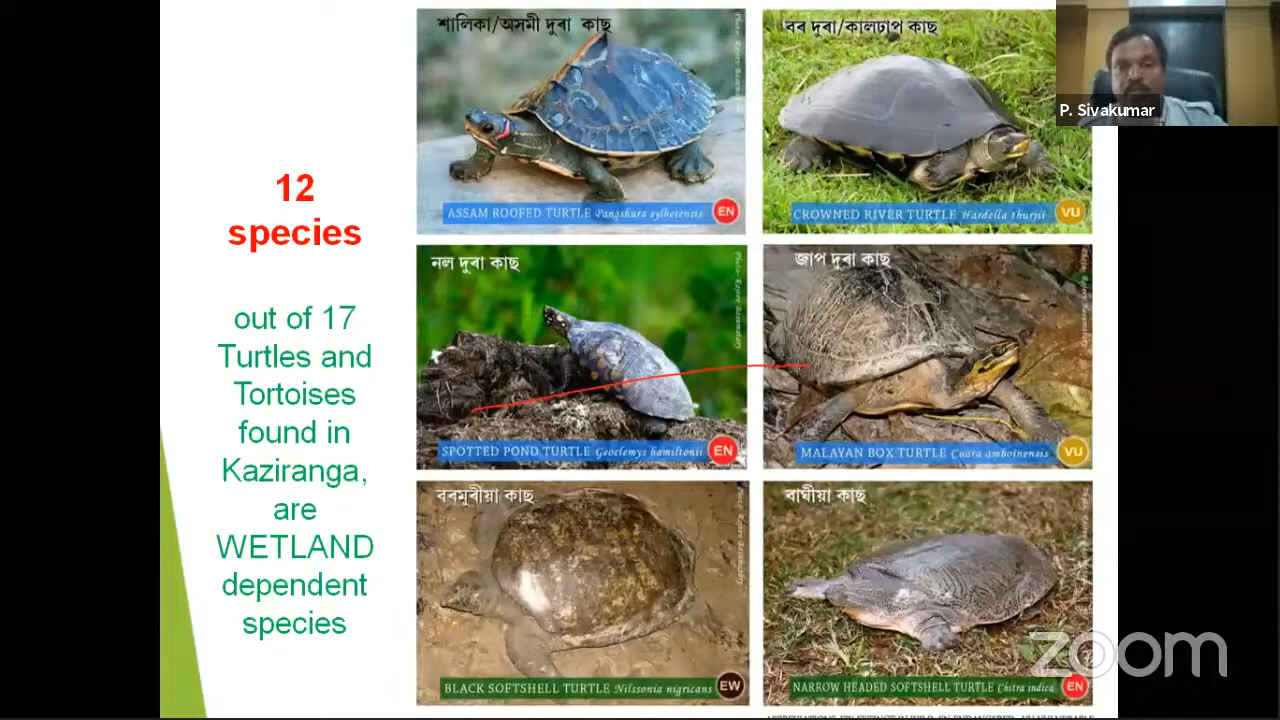 12
species
out of 17
Turtles and
Tortoises
found in
Kaziranga,
are
WETLAND
dependent
species
শালিকা/অসমী দুৰা কাছ
ASSAM ROOFED TURTLE Pangshura sylhetensis EN
বৰ দুৰা/কালঢাপ কাছ
CROWNED RIVER TURTLE Hardella thurjii VU
নল দুৰা কাছ
SPOTTED POND TURTLE Geoclemys hamiltonii EN
জাপ দুৰা কাছ
MALAYAN BOX TURTLE Cuora amboinensis VU
বৰমুৰীয়া কাছ
BLACK SOFTSHELL TURTLE Nilssonia nigricans EW
বাঘীয়া কাছ
NARROW HEADED SOFTSHELL TURTLE Chitra indica EN
P. Sivakumar
zoom